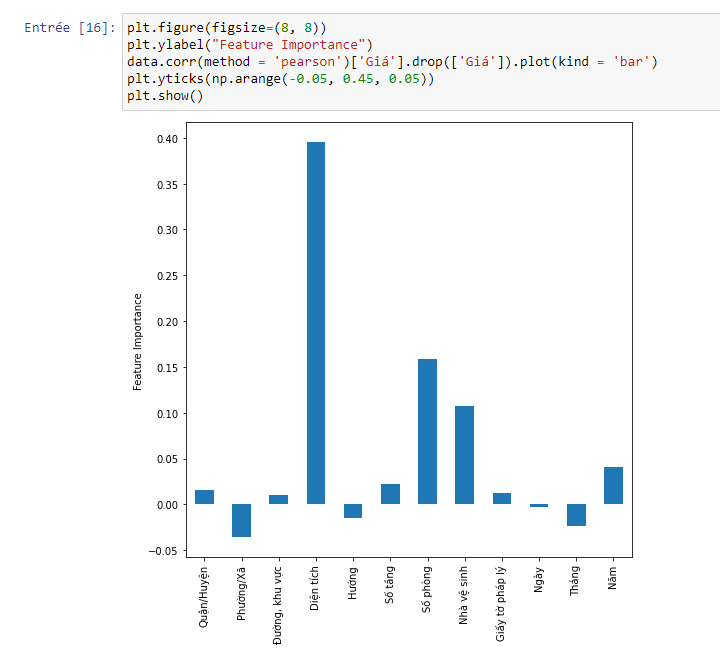 Entrée [16]: plt.figure(figsize=(8, 8))
plt.ylabel("Feature Importance")
data.corr(method = 'pearson')['Giá'].drop(['Giá']).plot(kind = 'bar')
plt.yticks(np.arange(-0.05, 0.45, 0.05))
plt.show()
0.40
0.35
0.30
0.25
0.20
0.15
0.10
0.05
0.00
−0.05
Feature Importance
Quận/Huyện
Phường/Xã
Đường, khu vực
Diện tích
Hướng
Số tầng
Số phòng
Nhà vệ sinh
Giấy tờ pháp lý
Ngày
Tháng
Năm